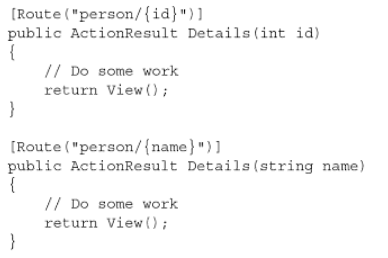 [Route("person/{id}")]
public ActionResult Details(int id)
{
    // Do some work
    return View();
}

[Route("person/{name}")]
public ActionResult Details(string name)
{
    // Do some work
    return View();
}